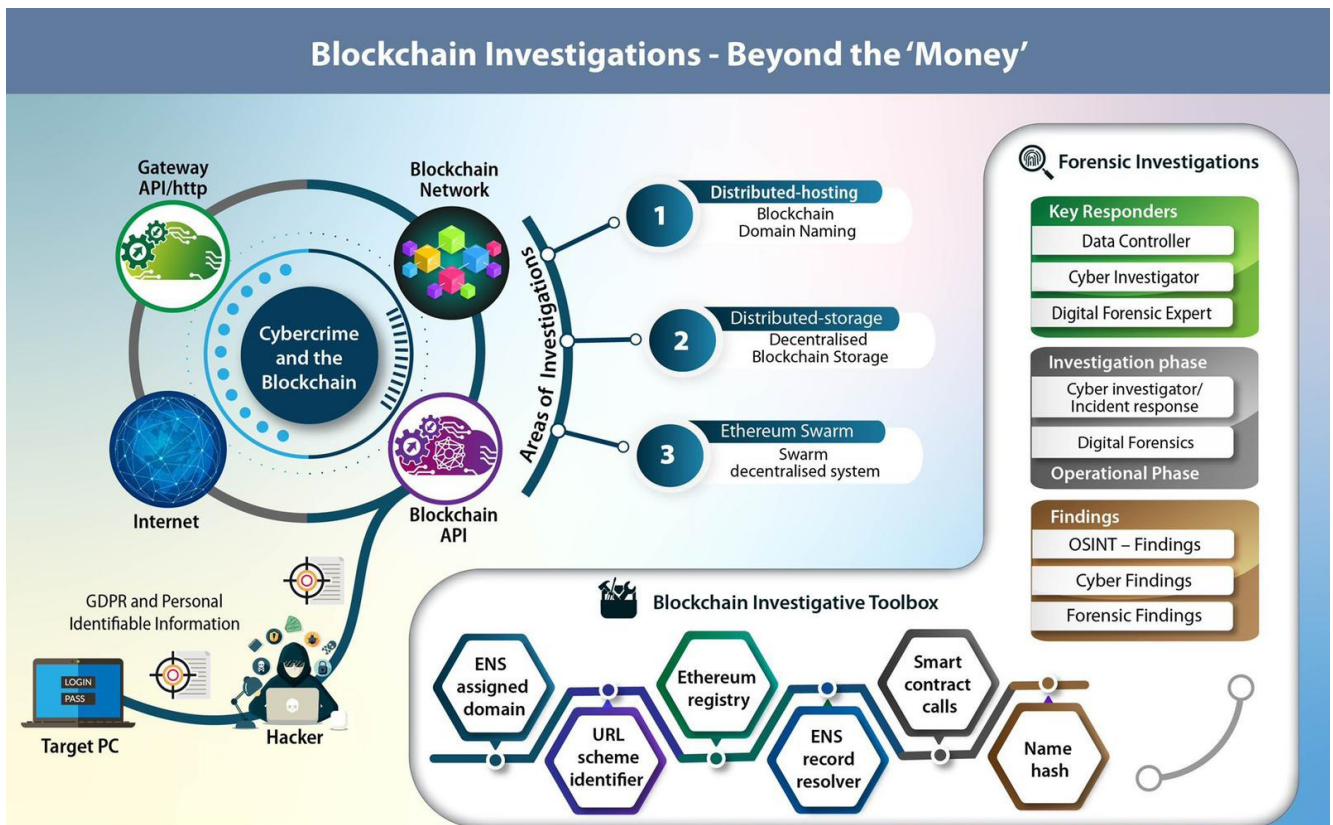 Blockchain Investigations - Beyond the ‘Money’
Gateway
API/http
Blockchain
Network
Cybercrime
and the
Blockchain
Internet
Blockchain
API
Areas of Investigations
1
Distributed-hosting
Blockchain
Domain Naming
2
Distributed-storage
Decentralised
Blockchain Storage
3
Ethereum Swarm
Swarm
decentralised system
GDPR and Personal
Identifiable Information
LOGIN
PASS
Target PC
Hacker
Forensic Investigations
Key Responders
Data Controller
Cyber Investigator
Digital Forensic Expert
Investigation phase
Cyber investigator/
Incident response
Digital Forensics
Operational Phase
Findings
OSINT – Findings
Cyber Findings
Forensic Findings
Blockchain Investigative Toolbox
ENS
assigned
domain
URL
scheme
identifier
Ethereum
registry
ENS
record
resolver
Smart
contract
calls
Name
hash